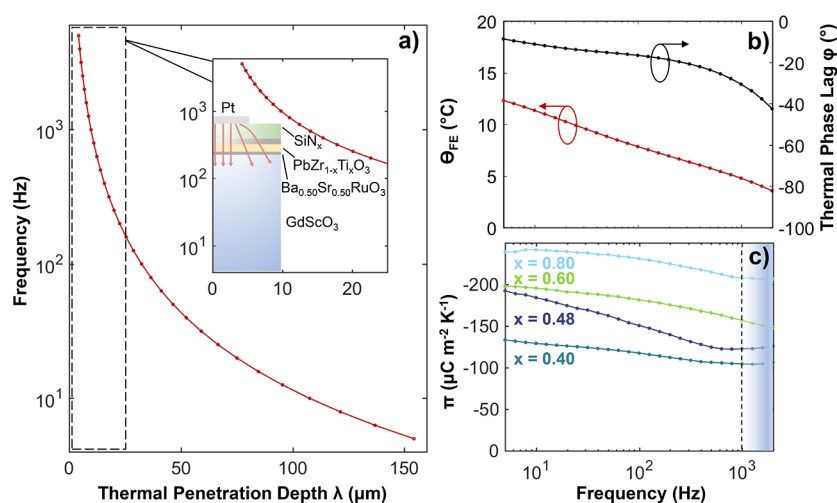 a)
Frequency (Hz)
10³
10²
10¹
0
50
100
150
Thermal Penetration Depth λ (μm)
10³
10²
10¹
0
10
20
Pt
SiNₓ
PbZr₁₋ₓTiₓO₃
Ba₀.₅₀Sr₀.₅₀RuO₃
GdScO₃
b)
20
15
10
5
0
Θ_FE (°C)
0
-20
-40
-60
-80
-100
Thermal Phase Lag φ (°)
c)
x = 0.80
x = 0.60
x = 0.48
x = 0.40
-200
-150
-100
-50
0
π (μC m⁻² K⁻¹)
10¹
10²
10³
Frequency (Hz)